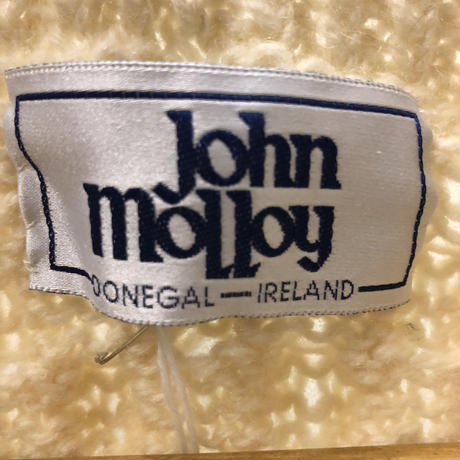 John
molloy
DONEGAL — IRELAND